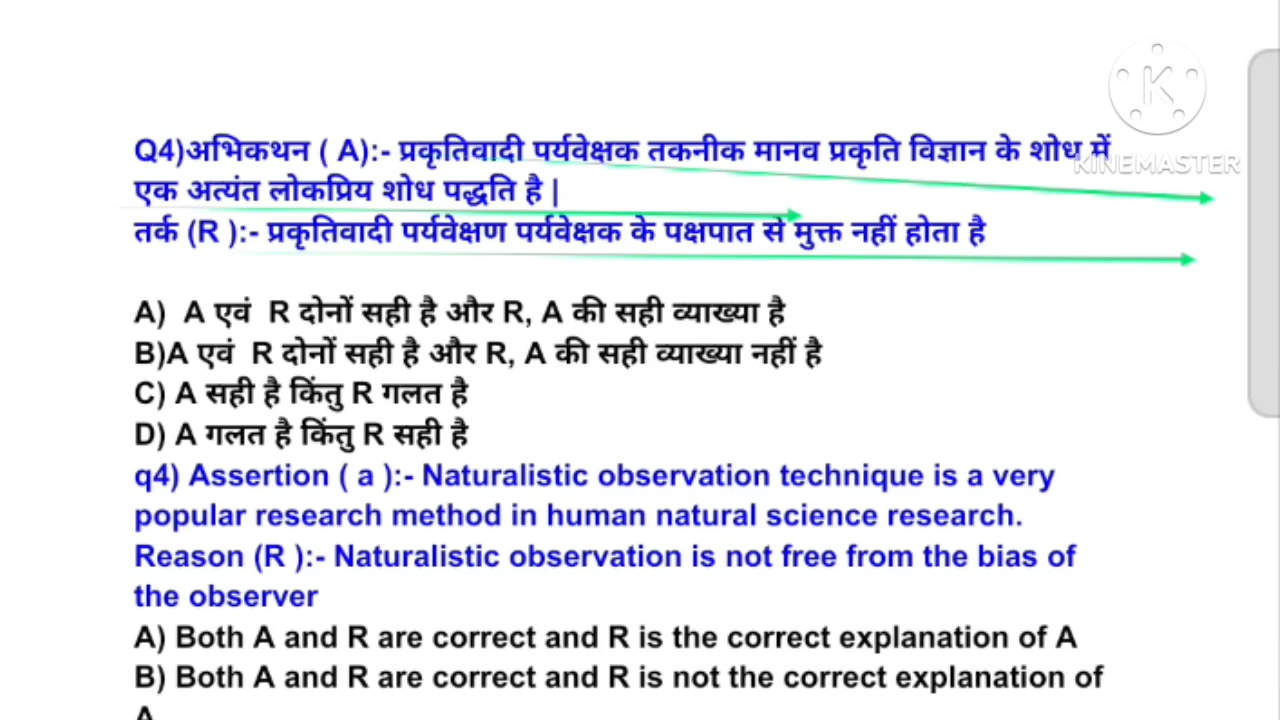 Q4)अभिकथन ( A):- प्रकृतिवादी पर्यवेक्षक तकनीक मानव प्रकृति विज्ञान के शोध में
KINEMASTER
एक अत्यंत लोकप्रिय शोध पद्धति है |
तर्क (R ):- प्रकृतिवादी पर्यवेक्षण पर्यवेक्षक के पक्षपात से मुक्त नहीं होता है
A) A एवं R दोनों सही है और R, A की सही व्याख्या है
B)A एवं R दोनों सही है और R, A की सही व्याख्या नहीं है
C) A सही है किंतु R गलत है
D) A गलत है किंतु R सही है
q4) Assertion ( a ):- Naturalistic observation technique is a very
popular research method in human natural science research.
Reason (R ):- Naturalistic observation is not free from the bias of
the observer
A) Both A and R are correct and R is the correct explanation of A
B) Both A and R are correct and R is not the correct explanation of
A